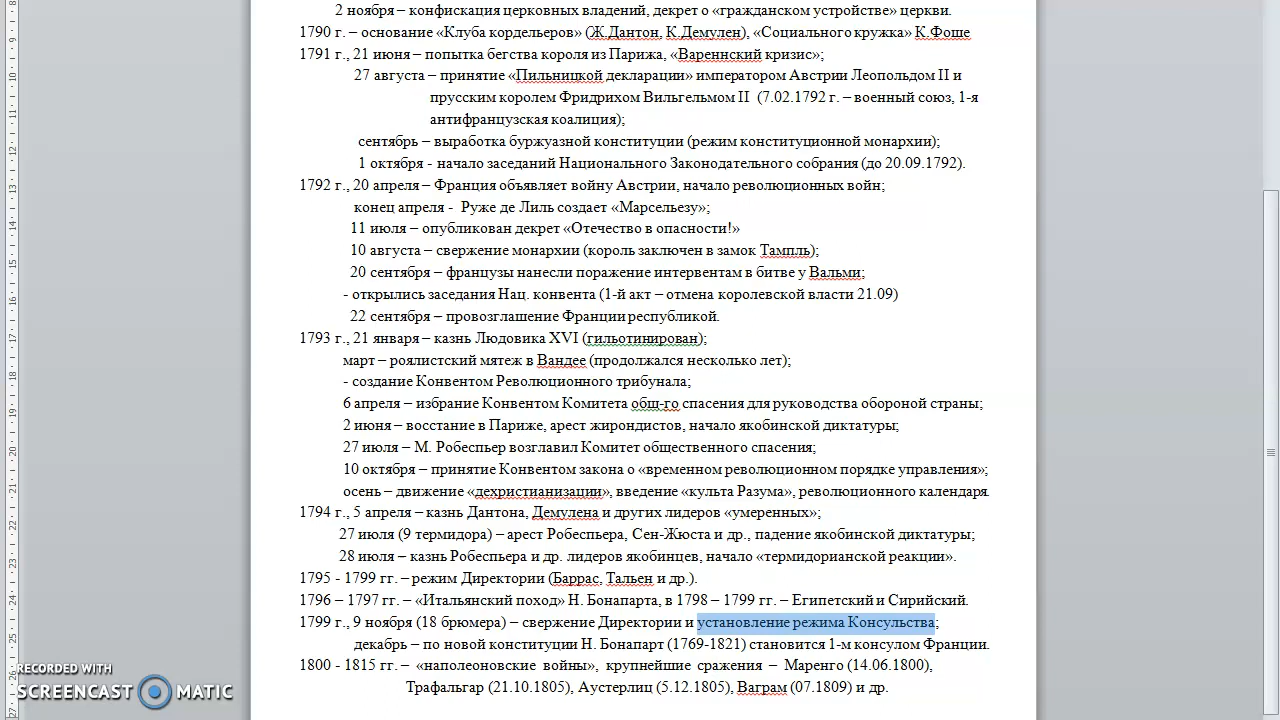 2 ноября – конфискация церковных владений, декрет о «гражданском устройстве» церкви.
1790 г. – основание «Клуба кордельеров» (Ж.Дантон, К.Демулен), «Социального кружка» К.Фоше
1791 г., 21 июня – попытка бегства короля из Парижа, «Вареннский кризис»;
27 августа – принятие «Пильницкой декларации» императором Австрии Леопольдом II и
прусским королем Фридрихом Вильгельмом II (7.02.1792 г. – военный союз, 1-я
антифранцузская коалиция);
сентябрь – выработка буржуазной конституции (режим конституционной монархии);
1 октября - начало заседаний Национального Законодательного собрания (до 20.09.1792).
1792 г., 20 апреля – Франция объявляет войну Австрии, начало революционных войн;
конец апреля - Руже де Лиль создает «Марсельезу»;
11 июля – опубликован декрет «Отечество в опасности!»
10 августа – свержение монархии (король заключен в замок Тампль);
20 сентября – французы нанесли поражение интервентам в битве у Вальми;
- открылись заседания Нац. конвента (1-й акт – отмена королевской власти 21.09)
22 сентября – провозглашение Франции республикой.
1793 г., 21 января – казнь Людовика XVI (гильотинирован);
март – роялистский мятеж в Вандее (продолжался несколько лет);
- создание Конвентом Революционного трибунала;
6 апреля – избрание Конвентом Комитета общ-го спасения для руководства обороной страны;
2 июня – восстание в Париже, арест жирондистов, начало якобинской диктатуры;
27 июля – М. Робеспьер возглавил Комитет общественного спасения;
10 октября – принятие Конвентом закона о «временном революционном порядке управления»;
осень – движение «дехристианизации», введение «культа Разума», революционного календаря.
1794 г., 5 апреля – казнь Дантона, Демулена и других лидеров «умеренных»;
27 июля (9 термидора) – арест Робеспьера, Сен-Жюста и др., падение якобинской диктатуры;
28 июля – казнь Робеспьера и др. лидеров якобинцев, начало «термидорианской реакции».
1795 - 1799 гг. – режим Директории (Баррас, Тальен и др.).
1796 – 1797 гг. – «Итальянский поход» Н. Бонапарта, в 1798 – 1799 гг. – Египетский и Сирийский.
1799 г., 9 ноября (18 брюмера) – свержение Директории и установление режима Консульства;
декабрь – по новой конституции Н. Бонапарт (1769-1821) становится 1-м консулом Франции.
1800 - 1815 гг. – «наполеоновские войны», крупнейшие сражения – Маренго (14.06.1800),
Трафальгар (21.10.1805), Аустерлиц (5.12.1805), Ваграм (07.1809) и др.
RECORDED WITH
SCREENCAST MATIC